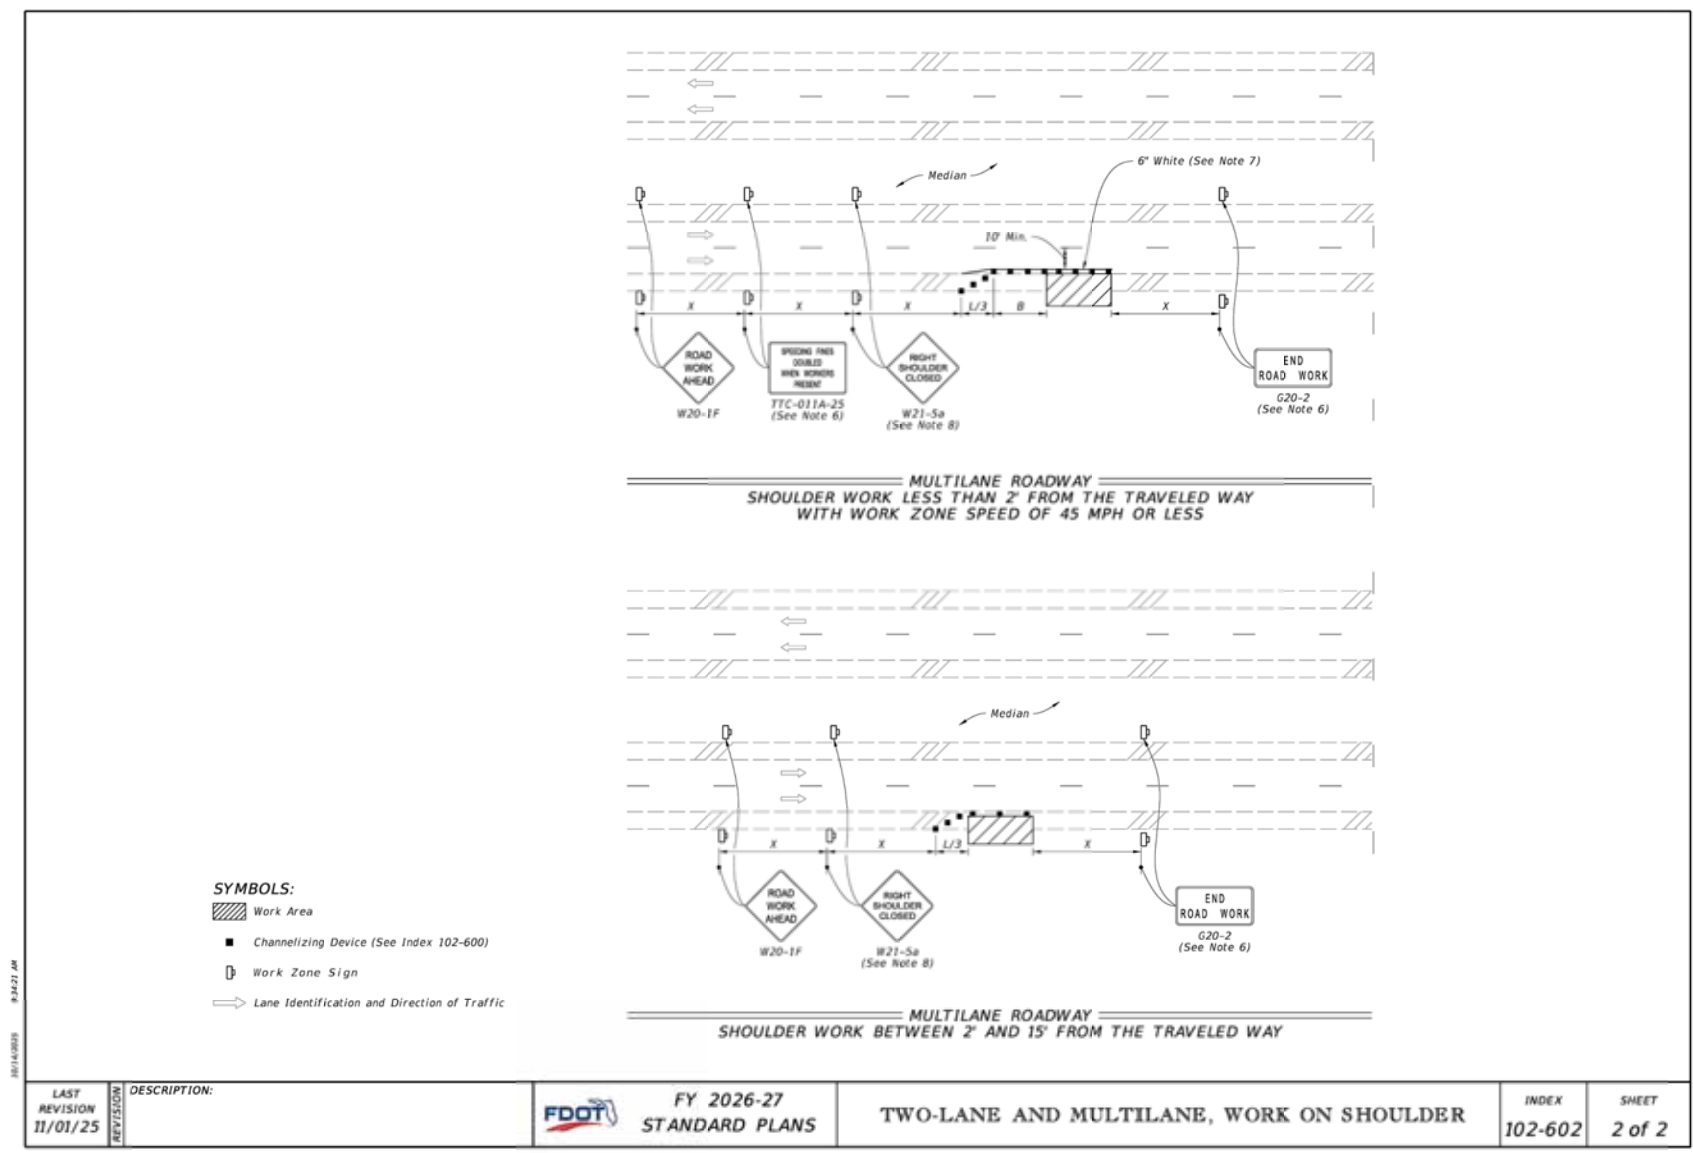 6" White (See Note 7)
Median
10' Min.
X
X
X
L/3
B
X
ROAD
WORK
AHEAD
W20-1F
SPEEDING FINES
DOUBLED
WHEN WORKERS
PRESENT
TTC-011A-25
(See Note 6)
RIGHT
SHOULDER
CLOSED
W21-5a
(See Note 8)
END
ROAD WORK
G20-2
(See Note 6)
MULTILANE ROADWAY
SHOULDER WORK LESS THAN 2' FROM THE TRAVELED WAY
WITH WORK ZONE SPEED OF 45 MPH OR LESS
Median
X
X
L/3
X
ROAD
WORK
AHEAD
W20-1F
RIGHT
SHOULDER
CLOSED
W21-5a
(See Note 8)
END
ROAD WORK
G20-2
(See Note 6)
MULTILANE ROADWAY
SHOULDER WORK BETWEEN 2' AND 15' FROM THE TRAVELED WAY
SYMBOLS:
Work Area
Channelizing Device (See Index 102-600)
Work Zone Sign
Lane Identification and Direction of Traffic
10/14/2025 9:34:21 AM
LAST
REVISION
11/01/25
REVISION
DESCRIPTION:
FDOT
FY 2026-27
STANDARD PLANS
TWO-LANE AND MULTILANE, WORK ON SHOULDER
INDEX
102-602
SHEET
2 of 2